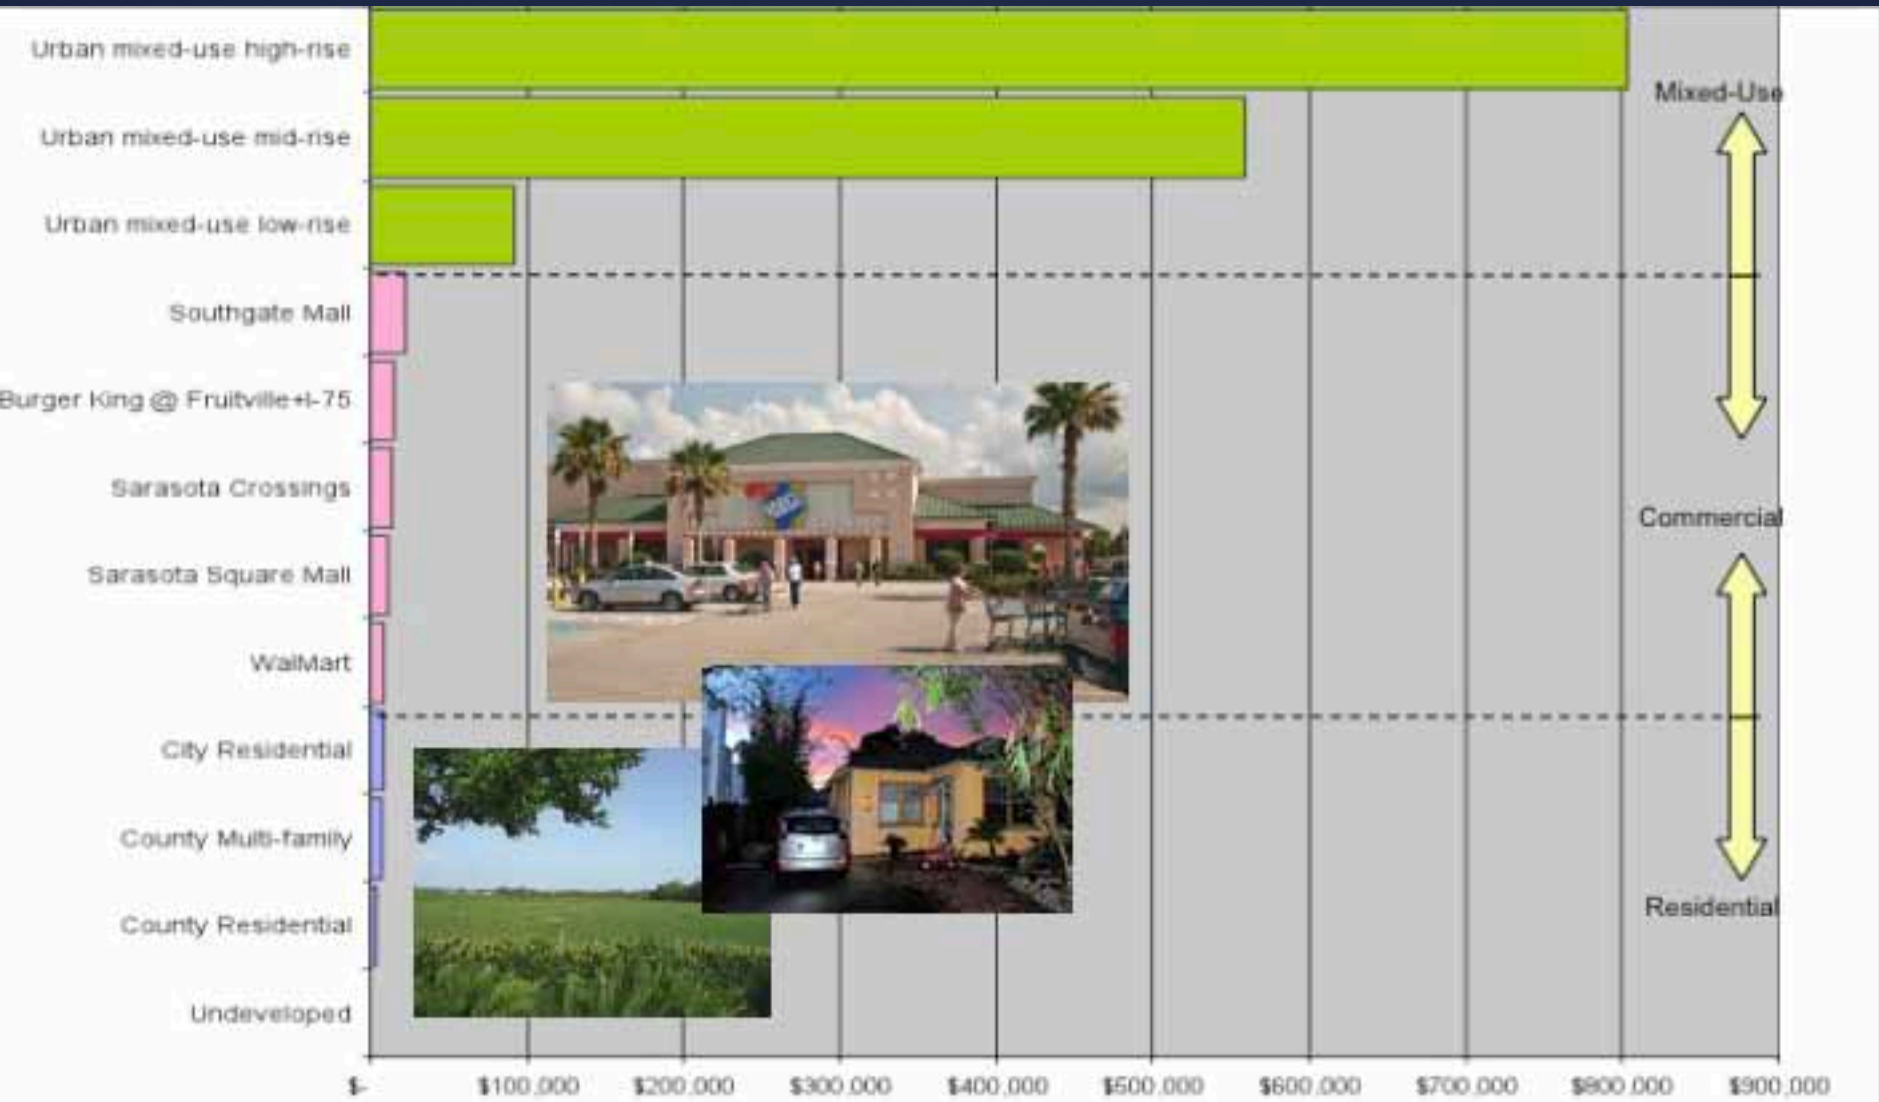 Urban mixed-use high-rise
Mixed-Use
Urban mixed-use mid-rise
Urban mixed-use low-rise
Southgate Mall
Burger King @ Fruitville+I-75
Sarasota Crossings
Commercial
Sarasota Square Mall
WalMart
City Residential
County Multi-family
County Residential
Residential
Undeveloped
$- $100,000 $200,000 $300,000 $400,000 $500,000 $600,000 $700,000 $800,000 $900,000